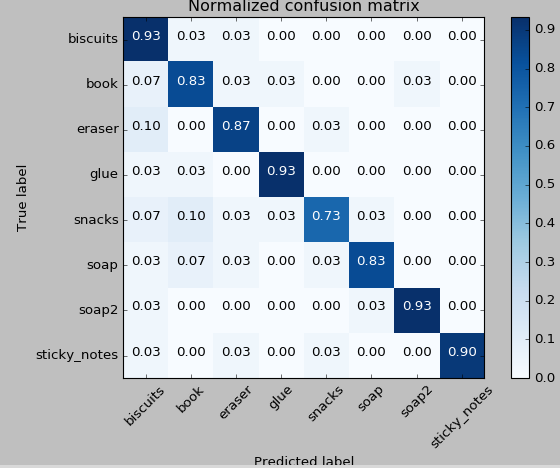 Normalized confusion matrix
True label
biscuits 0.93 0.03 0.03 0.00 0.00 0.00 0.00 0.00
book 0.07 0.83 0.03 0.03 0.00 0.00 0.03 0.00
eraser 0.10 0.00 0.87 0.00 0.03 0.00 0.00 0.00
glue 0.03 0.03 0.00 0.93 0.00 0.00 0.00 0.00
snacks 0.07 0.10 0.03 0.03 0.73 0.03 0.00 0.00
soap 0.03 0.07 0.03 0.00 0.03 0.83 0.00 0.00
soap2 0.03 0.00 0.00 0.00 0.00 0.03 0.93 0.00
sticky_notes 0.03 0.00 0.03 0.00 0.03 0.00 0.00 0.90
biscuits book eraser glue snacks soap soap2 sticky_notes
Predicted label
0.9
0.8
0.7
0.6
0.5
0.4
0.3
0.2
0.1
0.0